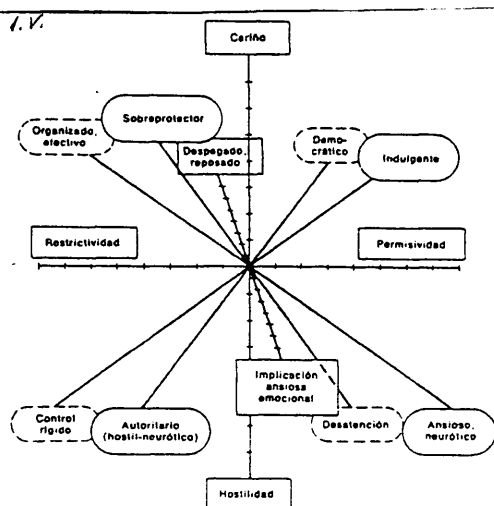 1.V.
Cariño
Sobreprotector
Organizado,
efectivo
Despegado,
reposado
Demo-
crático
Indulgente
Restrictividad
Permisividad
Implicación
ansiosa
emocional
Control
rígido
Autoritario
(hostil-neurótico)
Desatención
Ansioso,
neurótico
Hostilidad